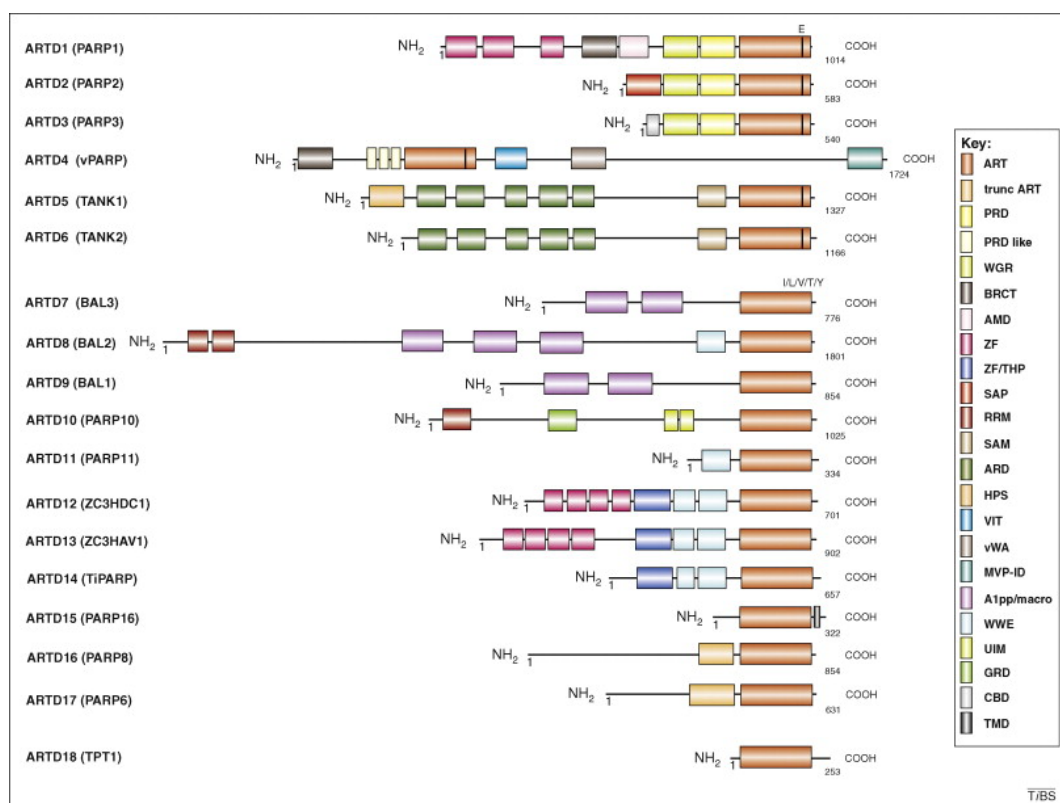 E
ARTD1 (PARP1) NH2 1 1014 COOH
ARTD2 (PARP2) NH2 1 583 COOH
ARTD3 (PARP3) NH2 1 540 COOH
ARTD4 (vPARP) NH2 1 1724 COOH
ARTD5 (TANK1) NH2 1 1327 COOH
ARTD6 (TANK2) NH2 1 1166 COOH
I/L/V/T/Y
ARTD7 (BAL3) NH2 1 776 COOH
ARTD8 (BAL2) NH2 1 1801 COOH
ARTD9 (BAL1) NH2 1 854 COOH
ARTD10 (PARP10) NH2 1 1025 COOH
ARTD11 (PARP11) NH2 1 334 COOH
ARTD12 (ZC3HDC1) NH2 1 701 COOH
ARTD13 (ZC3HAV1) NH2 1 902 COOH
ARTD14 (TiPARP) NH2 1 657 COOH
ARTD15 (PARP16) NH2 1 322 COOH
ARTD16 (PARP8) NH2 1 854 COOH
ARTD17 (PARP6) NH2 1 631 COOH
ARTD18 (TPT1) NH2 1 253 COOH
Key:
ART
trunc ART
PRD
PRD like
WGR
BRCT
AMD
ZF
ZF/THP
SAP
RRM
SAM
ARD
HPS
VIT
vWA
MVP-ID
A1pp/macro
WWE
UIM
GRD
CBD
TMD
TiBS